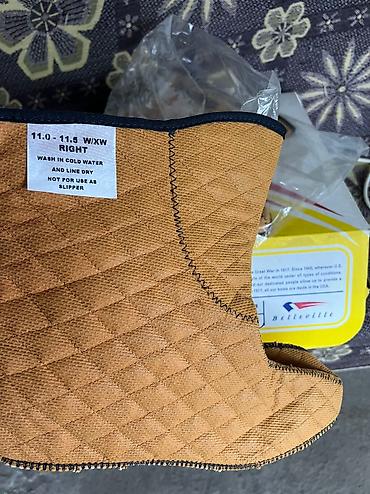 11.0 - 11.5 W/XW
RIGHT
WASH IN COLD WATER
AND LINE DRY
NOT FOR USE AS
SLIPPER
Great War in 1917. Since 1945, wherever U.S.
of the world under all types of conditions.
our dedicated people allow us to provide a
1917, all our boots are made in the USA.
Belleville